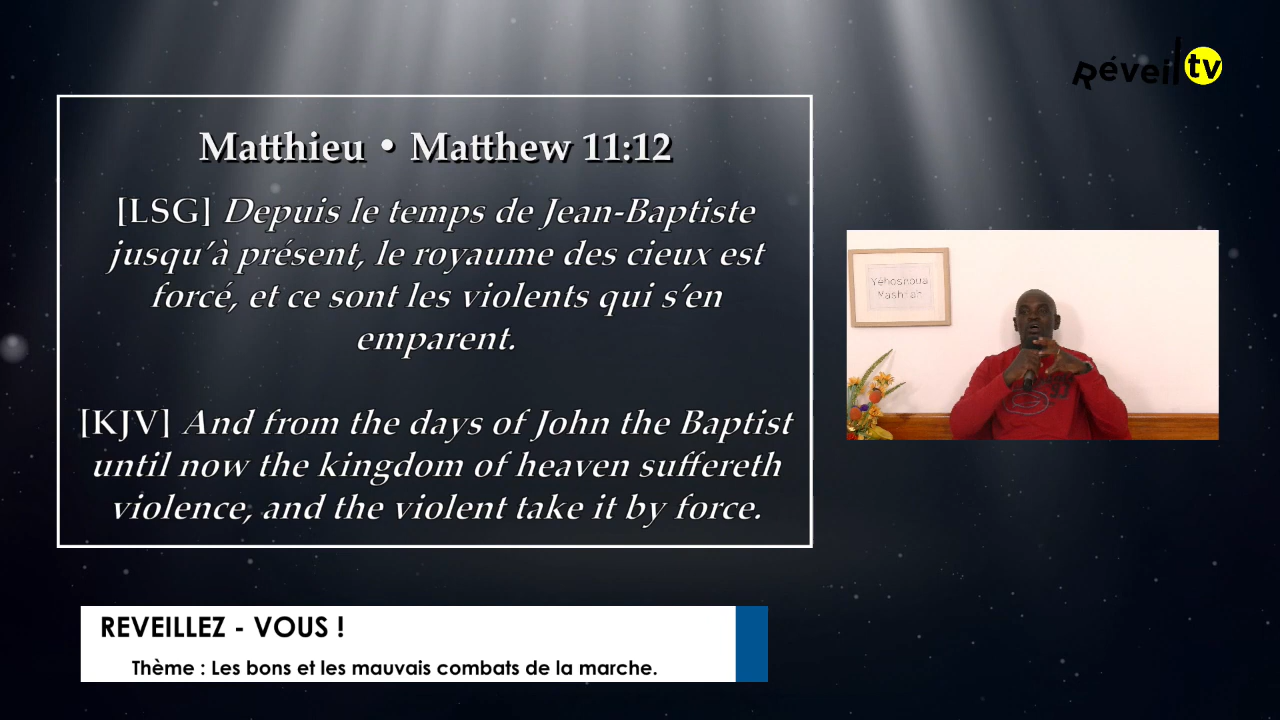 Réveil tv
Matthieu • Matthew 11:12
[LSG] Depuis le temps de Jean-Baptiste
jusqu’à présent, le royaume des cieux est
forcé, et ce sont les violents qui s’en
emparent.
[KJV] And from the days of John the Baptist
until now the kingdom of heaven suffereth
violence, and the violent take it by force.
Yehoshoua
Mashiah
REVEILLEZ - VOUS !
Thème : Les bons et les mauvais combats de la marche.